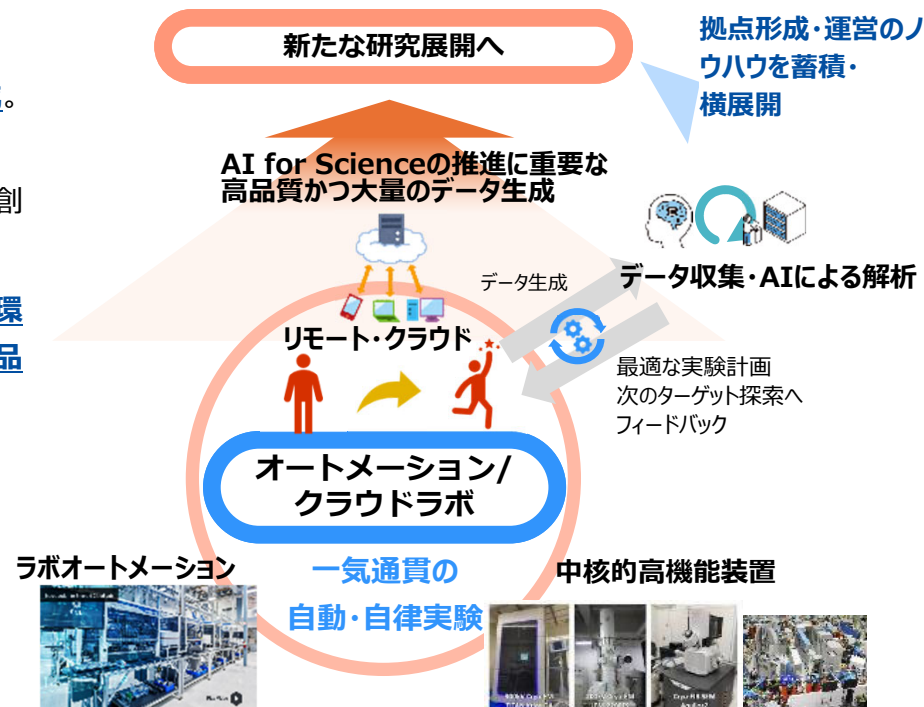 新たな研究展開へ
拠点形成・運営のノ
ウハウを蓄積・
横展開
。
AI for Scienceの推進に重要な
高品質かつ大量のデータ生成
創
データ生成
データ収集・AIによる解析
環
リモート・クラウド
品
最適な実験計画
次のターゲット探索へ
フィードバック
オートメーション/
クラウドラボ
ラボオートメーション
一気通貫の
自動・自律実験
中核的高機能装置